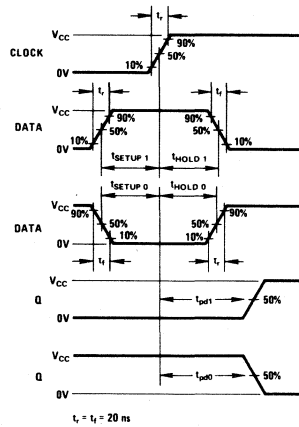 tr
VCC
90%
CLOCK
50%
10%
0V
tr
tf
VCC
90%
90%
DATA
50%
10%
10%
0V
tSETUP 1
tHOLD 1
tSETUP 0
tHOLD 0
VCC
90%
90%
DATA
50%
50%
10%
0V
tf
tr
VCC
Q
tpd1
50%
0V
VCC
Q
tpd0
50%
0V
tr = tf = 20 ns